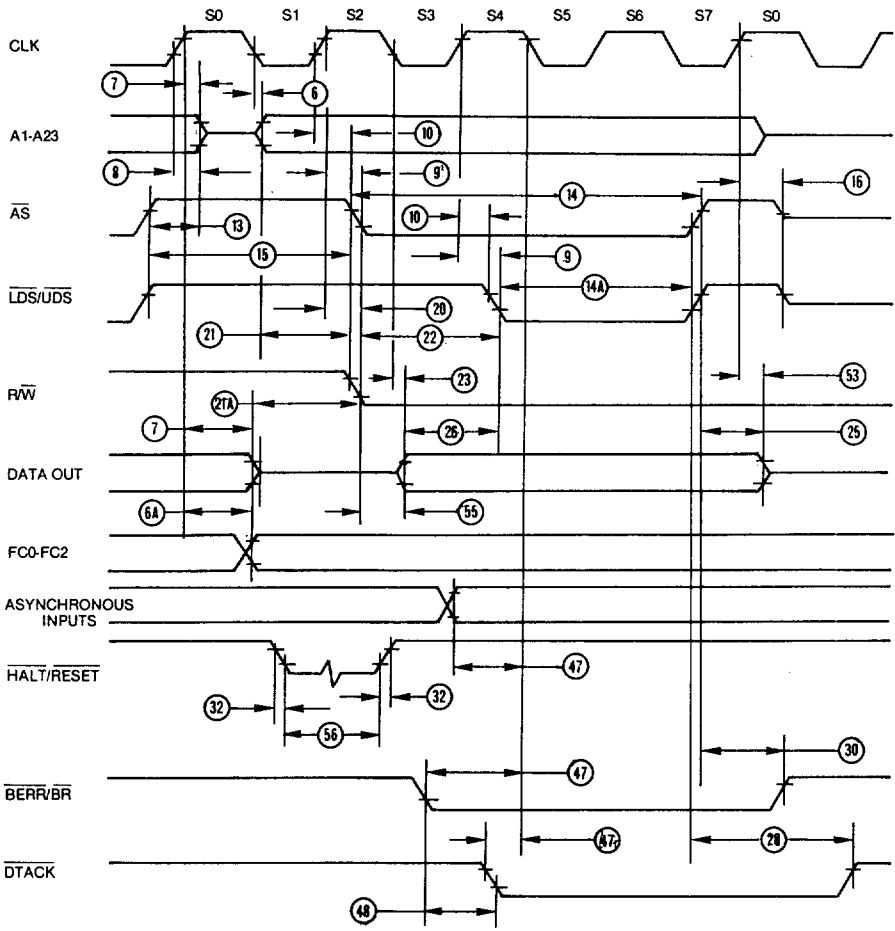 S0 S1 S2 S3 S4 S5 S6 S7 S0
CLK
7 6
A1-A23
10
8 9
14 16
AS
13 10
15 9
LDS/UDS
14A
20
21 22
R/W
23 53
21A
7 26 25
DATA OUT
6A 55
FC0-FC2
ASYNCHRONOUS
INPUTS
HALT/RESET
47
32 32
56
30
47
BERR/BR
47 28
DTACK
48